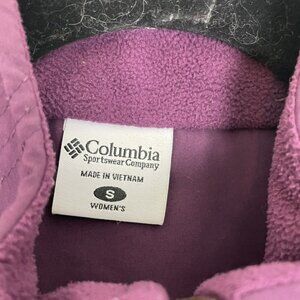 Columbia
Sportswear Company
MADE IN VIETNAM
S
WOMEN'S